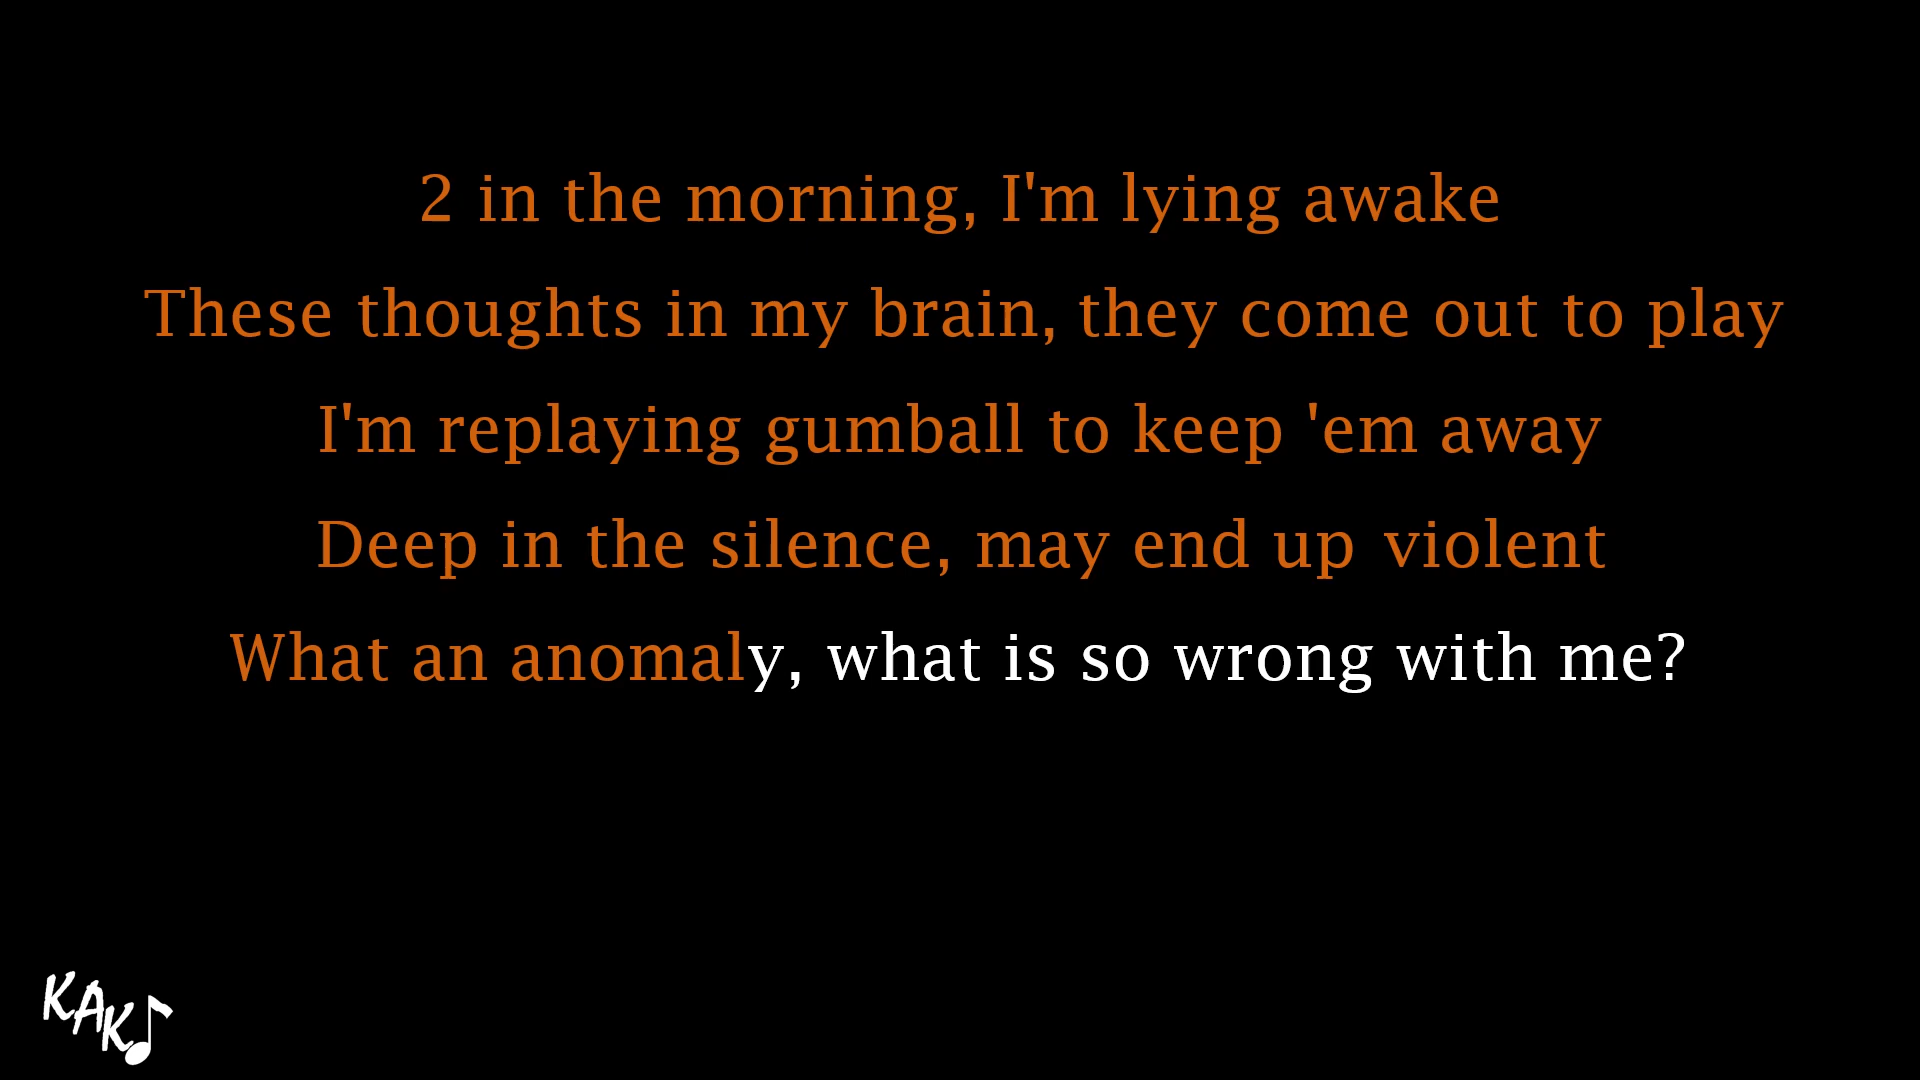 2 in the morning, I'm lying awake
These thoughts in my brain, they come out to play
I'm replaying gumball to keep 'em away
Deep in the silence, may end up violent
What an anomaly, what is so wrong with me?
KAK